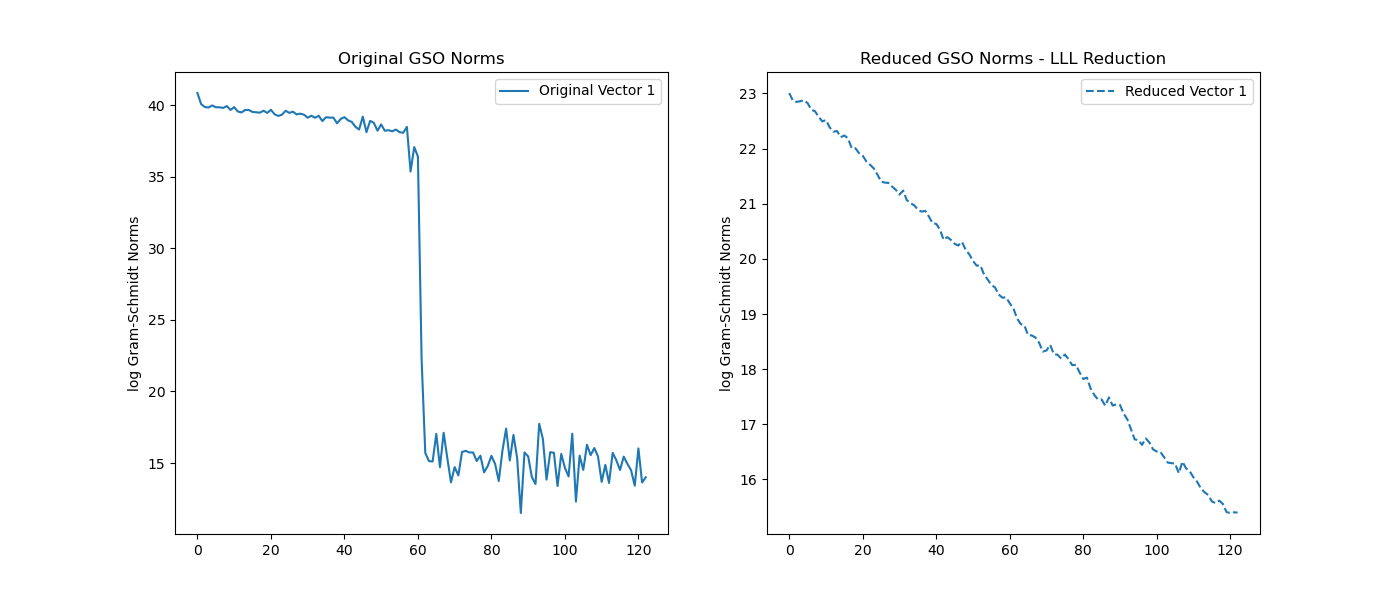 Original GSO Norms
Original Vector 1
log Gram-Schmidt Norms
40
35
30
25
20
15
0 20 40 60 80 100 120
Reduced GSO Norms - LLL Reduction
Reduced Vector 1
log Gram-Schmidt Norms
23
22
21
20
19
18
17
16
0 20 40 60 80 100 120